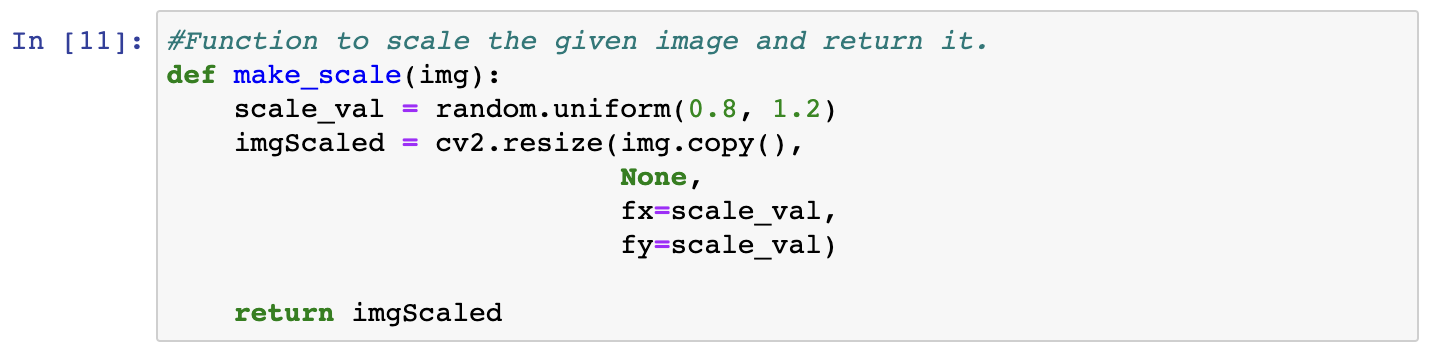 In [11]: #Function to scale the given image and return it.
def make_scale(img):
    scale_val = random.uniform(0.8, 1.2)
    imgScaled = cv2.resize(img.copy(),
                           None,
                           fx=scale_val,
                           fy=scale_val)

    return imgScaled